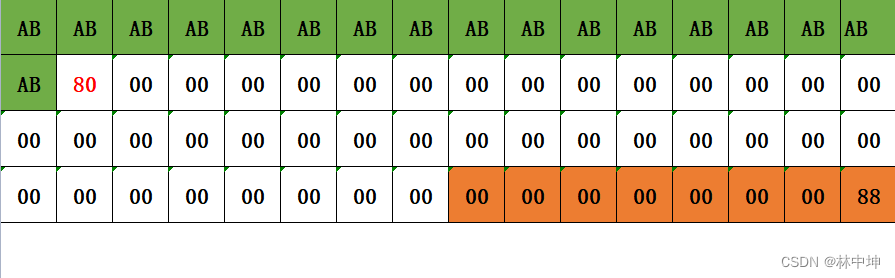 AB AB AB AB AB AB AB AB AB AB AB AB AB AB AB AB
AB 80 00 00 00 00 00 00 00 00 00 00 00 00 00 00
00 00 00 00 00 00 00 00 00 00 00 00 00 00 00 00
00 00 00 00 00 00 00 00 00 00 00 00 00 00 00 88
CSDN @林中坤